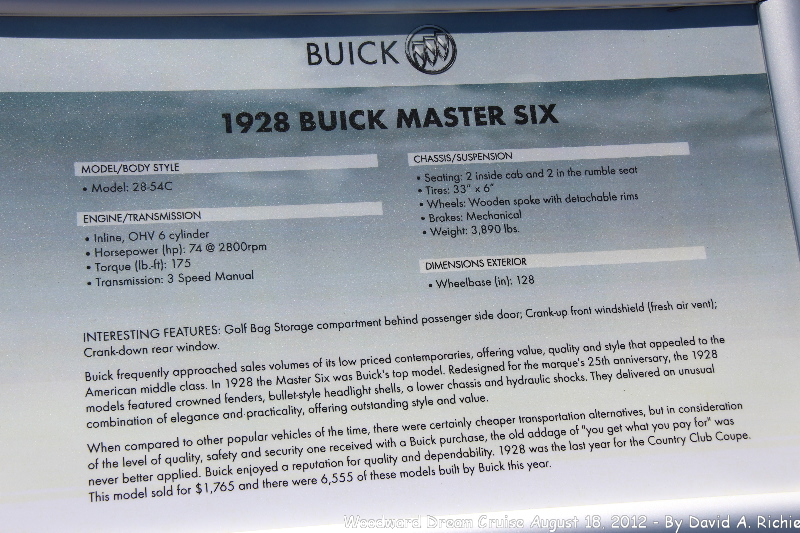 BUICK
1928 BUICK MASTER SIX
MODEL/BODY STYLE
• Model: 28-54C
ENGINE/TRANSMISSION
• Inline, OHV 6 cylinder
• Horsepower (hp): 74 @ 2800rpm
• Torque (lb.-ft): 175
• Transmission: 3 Speed Manual
CHASSIS/SUSPENSION
• Seating: 2 inside cab and 2 in the rumble seat
• Tires: 33" x 6"
• Wheels: Wooden spoke with detachable rims
• Brakes: Mechanical
• Weight: 3,890 lbs.
DIMENSIONS EXTERIOR
• Wheelbase (in): 128
INTERESTING FEATURES: Golf Bag Storage compartment behind passenger side door; Crank-up front windshield (fresh air vent);
Crank-down rear window.
Buick frequently approached sales volumes of its low priced contemporaries, offering value, quality and style that appealed to the
American middle class. In 1928 the Master Six was Buick's top model. Redesigned for the marque's 25th anniversary, the 1928
models featured crowned fenders, bullet-style headlight shells, a lower chassis and hydraulic shocks. They delivered an unusual
combination of elegance and practicality, offering outstanding style and value.
When compared to other popular vehicles of the time, there were certainly cheaper transportation alternatives, but in consideration
of the level of quality, safety and security one received with a Buick purchase, the old addage of "you get what you pay for" was
never better applied. Buick enjoyed a reputation for quality and dependability. 1928 was the last year for the Country Club Coupe.
This model sold for $1,765 and there were 6,555 of these models built by Buick this year.
Woodward Dream Cruise August 18, 2012 - By David A. Richie